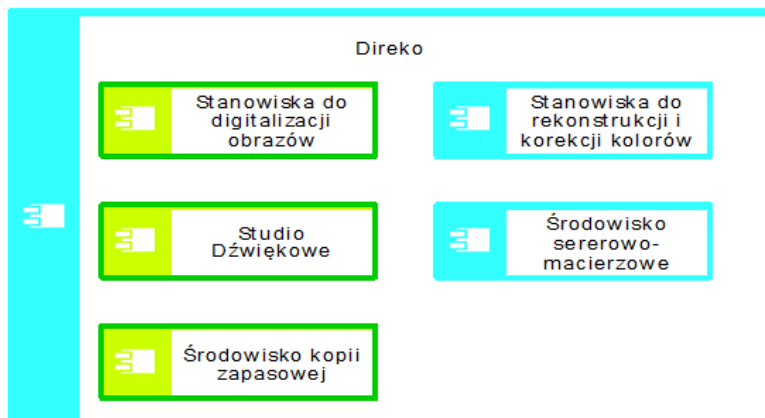 Direko
Stanowiska do
digitalizacji
obrazów
Stanowiska do
rekonstrukcji i
korekcji kolorów
Studio
Dźwiękowe
Środowisko
sererowo-
macierzowe
Środowisko kopii
zapasowej